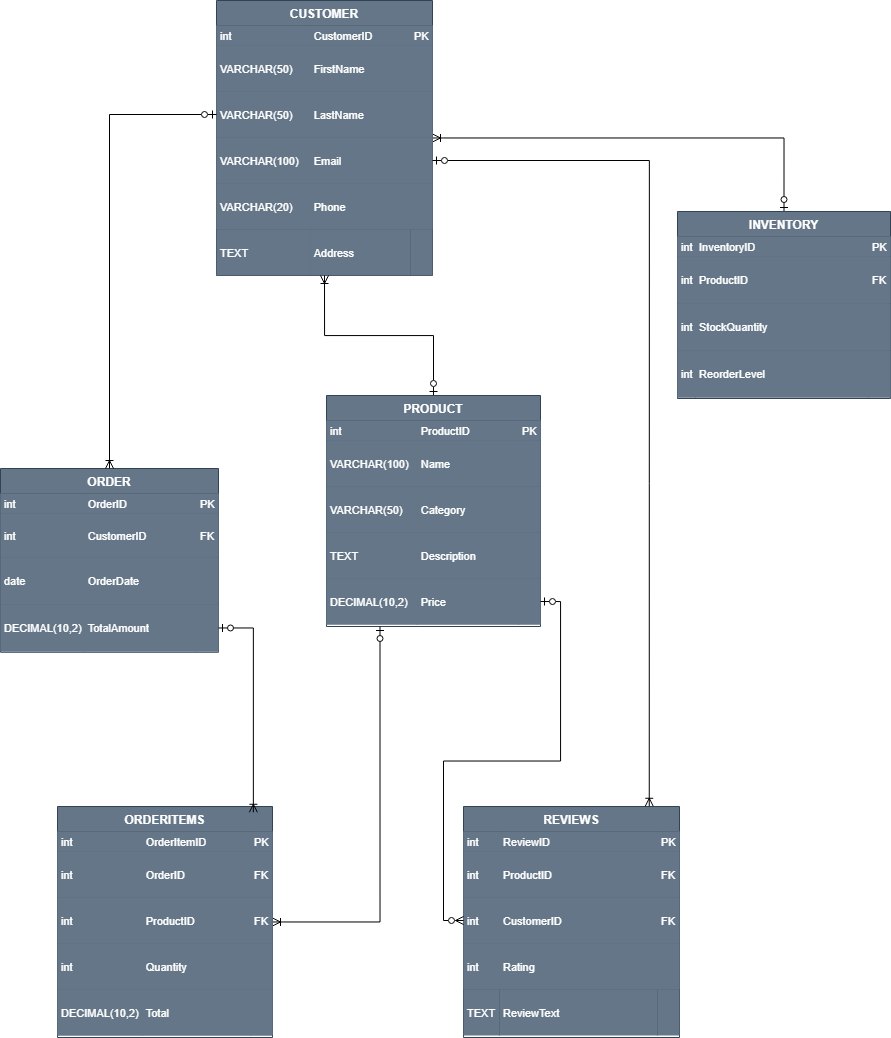 CUSTOMER
int CustomerID PK
VARCHAR(50) FirstName
VARCHAR(50) LastName
VARCHAR(100) Email
VARCHAR(20) Phone
TEXT Address
INVENTORY
int InventoryID PK
int ProductID FK
int StockQuantity
int ReorderLevel
PRODUCT
int ProductID PK
VARCHAR(100) Name
VARCHAR(50) Category
TEXT Description
DECIMAL(10,2) Price
ORDER
int OrderID PK
int CustomerID FK
date OrderDate
DECIMAL(10,2) TotalAmount
ORDERITEMS
int OrderItemID PK
int OrderID FK
int ProductID FK
int Quantity
DECIMAL(10,2) Total
REVIEWS
int ReviewID PK
int ProductID FK
int CustomerID FK
int Rating
TEXT ReviewText